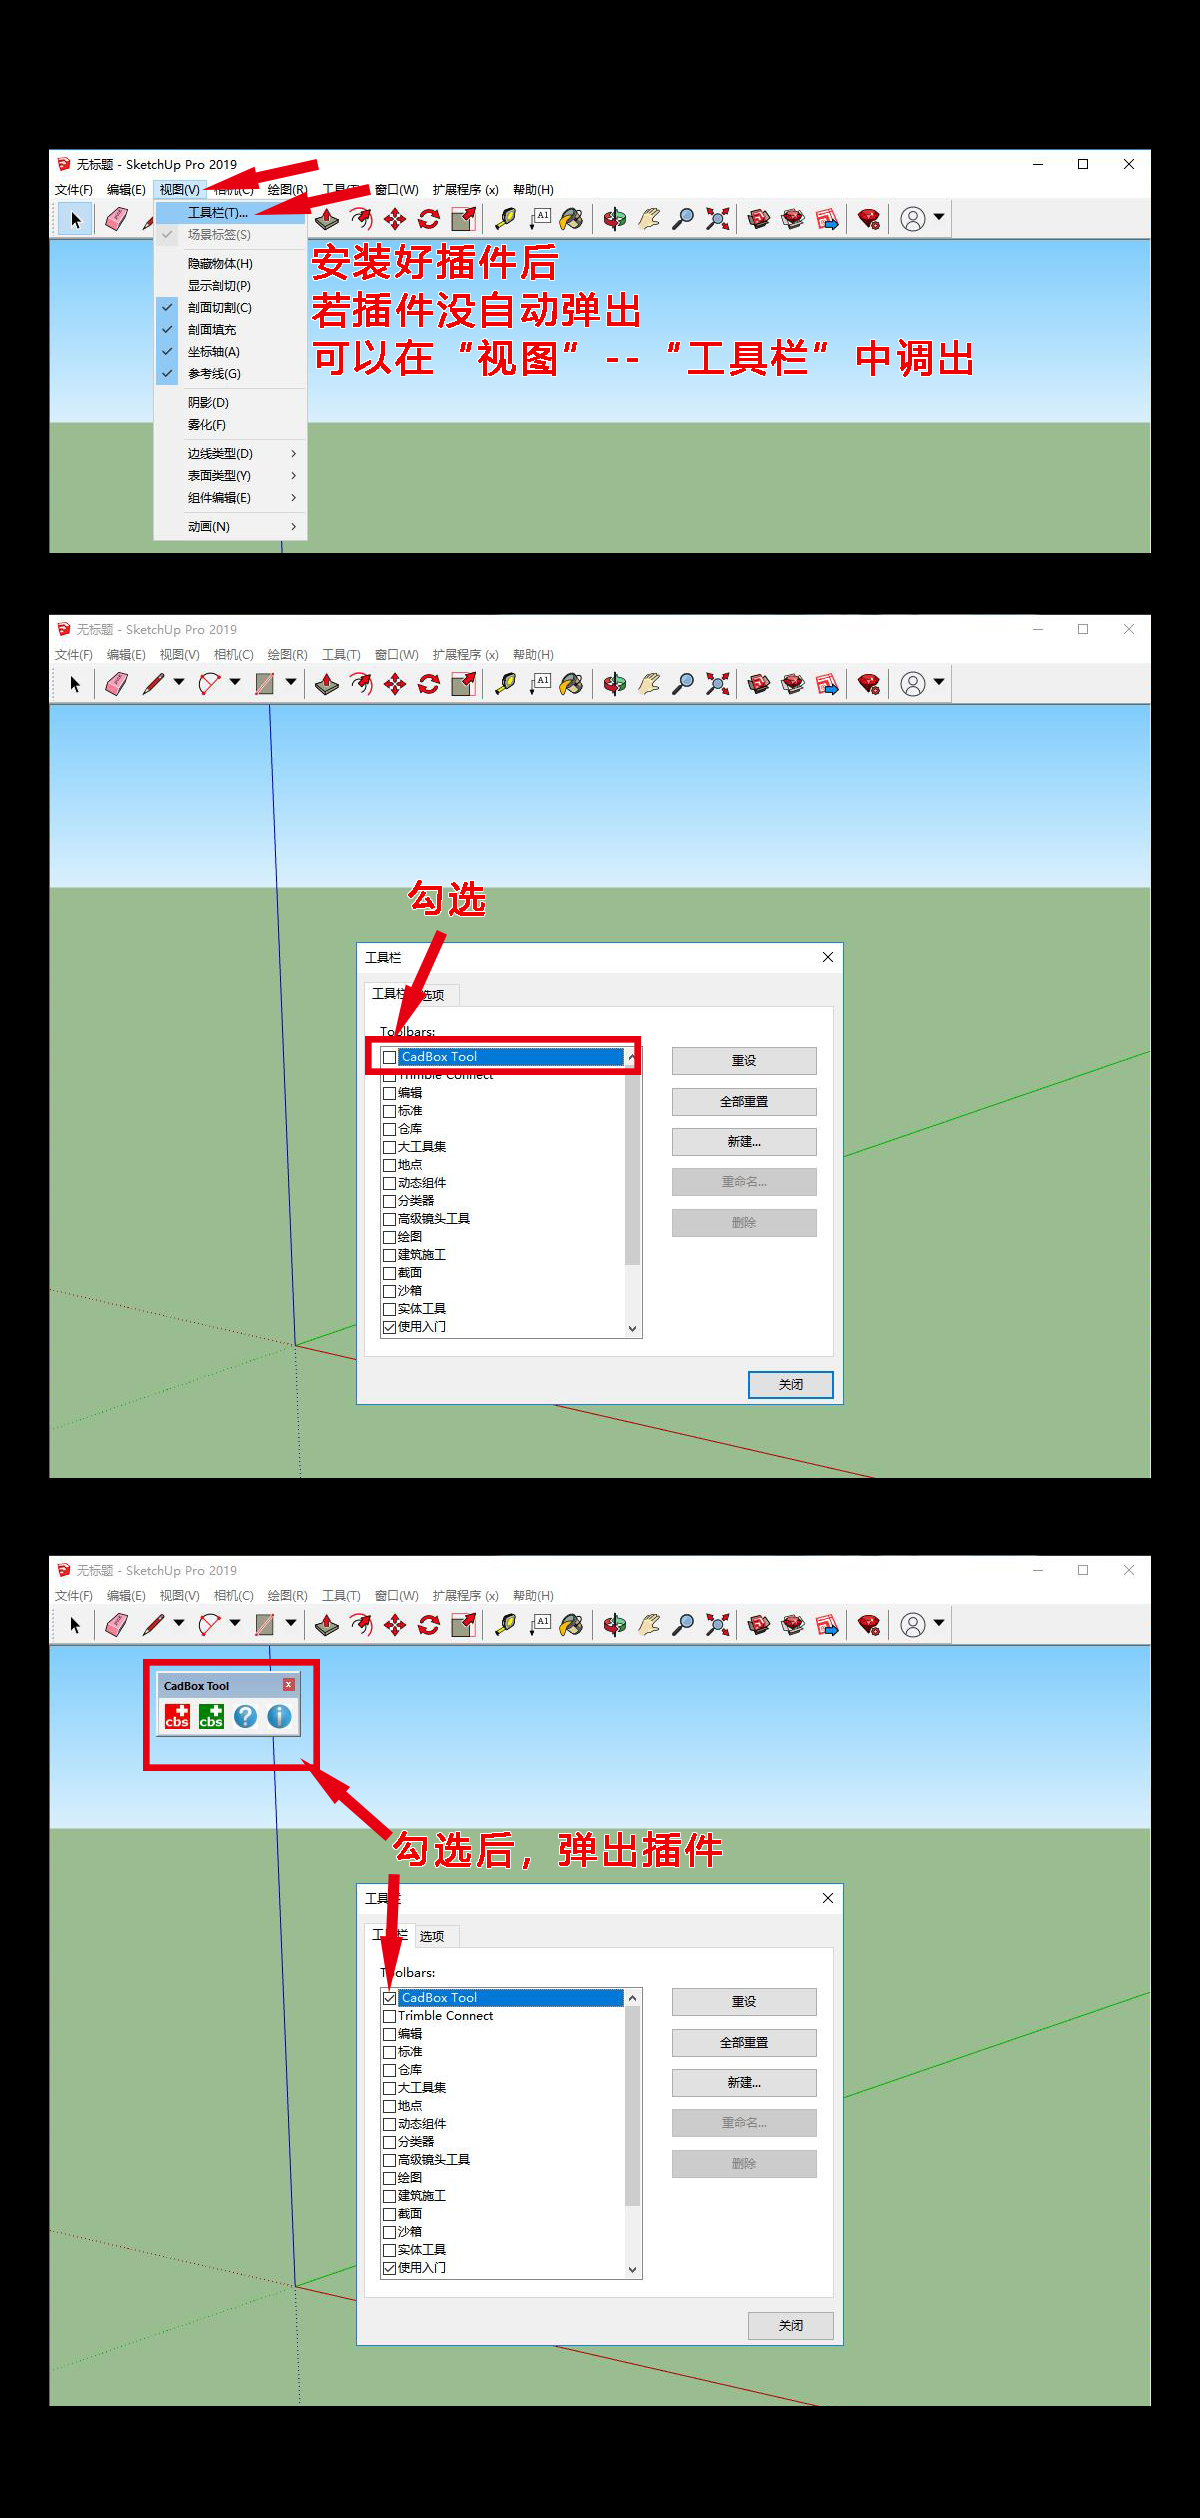 无标题 - SketchUp Pro 2019
文件(F) 编辑(E) 视图(V) 相机(C) 绘图(R) 工具(T) 窗口(W) 扩展程序 (x) 帮助(H)
工具栏(T)...
场景标签(S)
隐藏物体(H)
显示剖切(P)
剖面切割(C)
剖面填充
坐标轴(A)
参考线(G)
阴影(D)
雾化(F)
边线类型(D)
表面类型(Y)
组件编辑(E)
动画(N)
A1
安装好插件后
若插件没自动弹出
可以在“视图”--“工具栏”中调出
无标题 - SketchUp Pro 2019
文件(F) 编辑(E) 视图(V) 相机(C) 绘图(R) 工具(T) 窗口(W) 扩展程序 (x) 帮助(H)
A1
勾选
工具栏
工具栏 选项
Toolbars:
CadBox Tool
Trimble Connect
编辑
标准
仓库
大工具集
地点
动态组件
分类器
高级镜头工具
绘图
建筑施工
截面
沙箱
实体工具
使用入门
重设
全部重置
新建...
重命名...
删除
关闭
无标题 - SketchUp Pro 2019
文件(F) 编辑(E) 视图(V) 相机(C) 绘图(R) 工具(T) 窗口(W) 扩展程序 (x) 帮助(H)
A1
CadBox Tool
cbs cbs ? i
勾选后，弹出插件
工具栏
工具栏 选项
Toolbars:
CadBox Tool
Trimble Connect
编辑
标准
仓库
大工具集
地点
动态组件
分类器
高级镜头工具
绘图
建筑施工
截面
沙箱
实体工具
使用入门
重设
全部重置
新建...
重命名...
删除
关闭